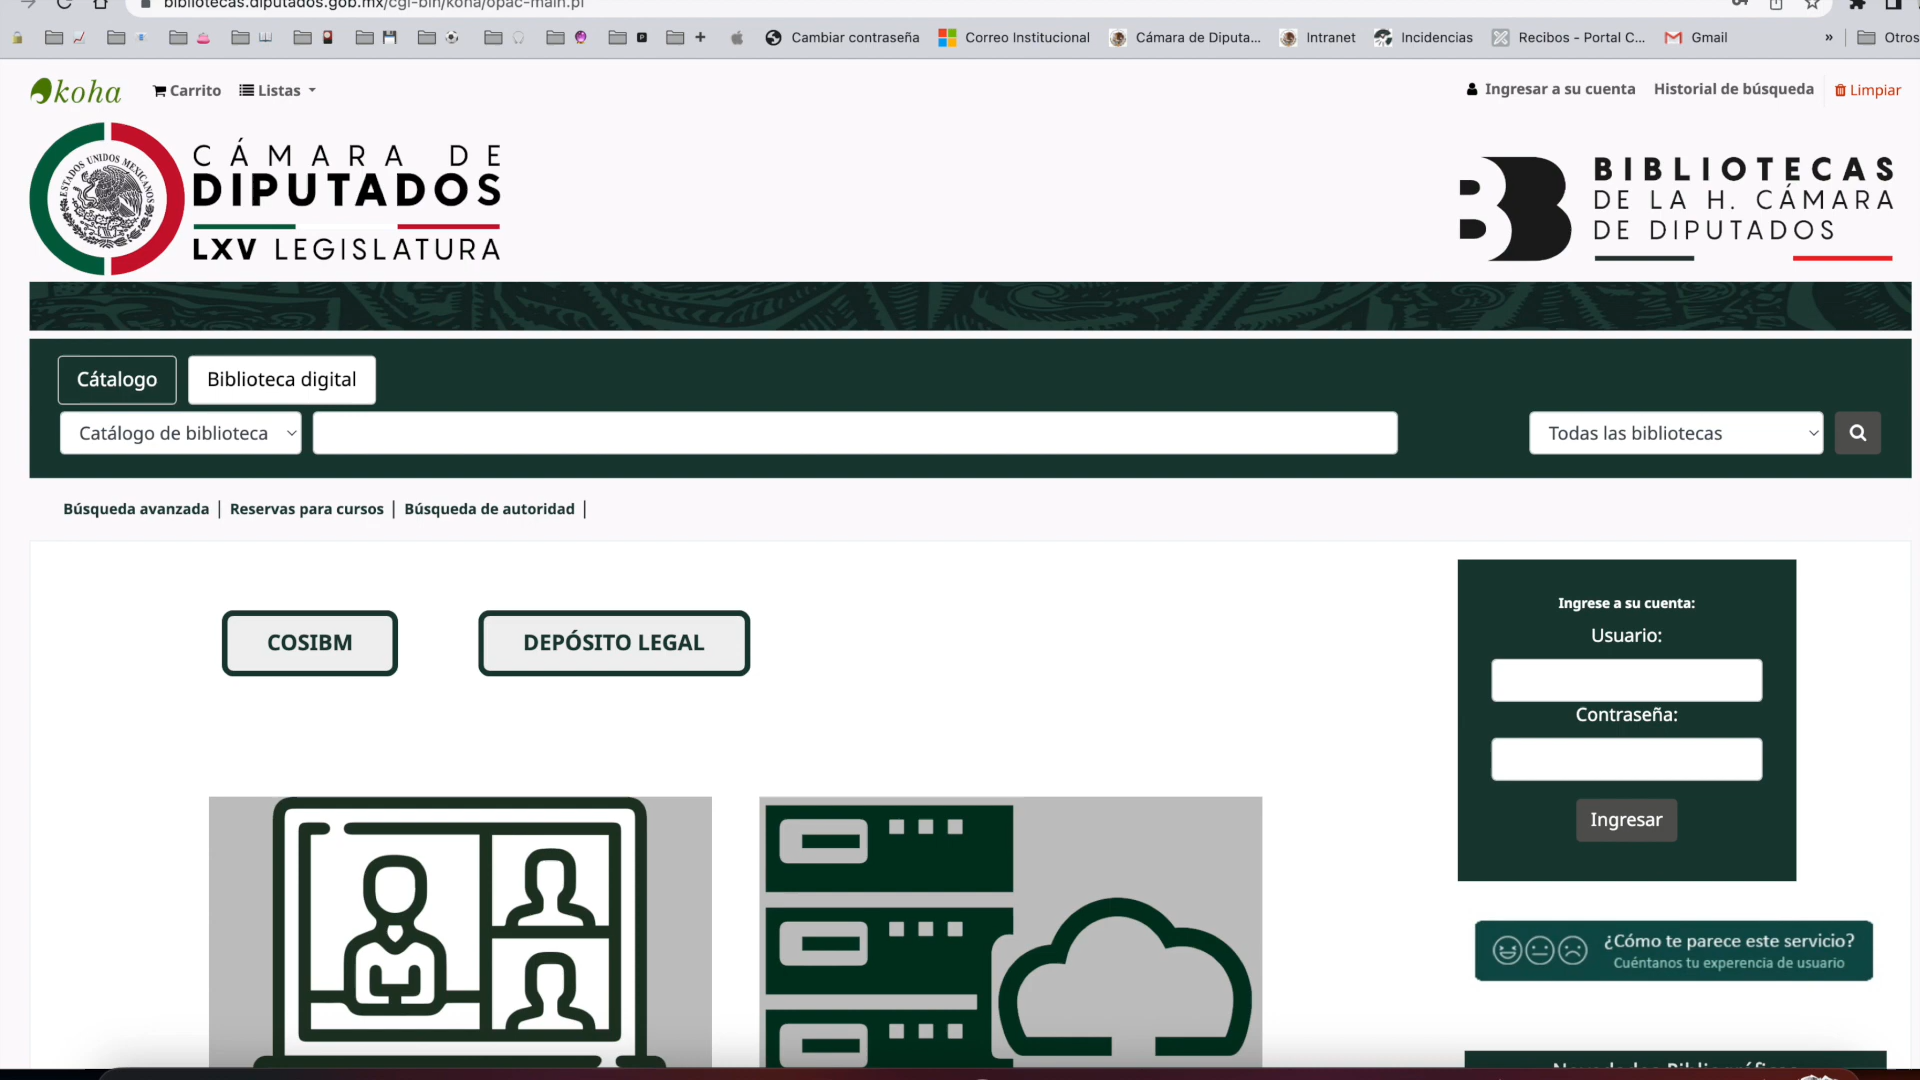 bibliotecas.diputados.gob.mx/cgi-bin/koha/opac-main.pl
Cambiar contraseña
Correo Institucional
Cámara de Diputa...
Intranet
Incidencias
Recibos - Portal C...
Gmail
»
Otros
koha
Carrito
Listas
Ingresar a su cuenta
Historial de búsqueda
Limpiar
ESTADOS UNIDOS MEXICANOS
CÁMARA DE
DIPUTADOS
LXV LEGISLATURA
BIBLIOTECAS
DE LA H. CÁMARA
DE DIPUTADOS
Cátalogo
Biblioteca digital
Catálogo de biblioteca
Todas las bibliotecas
Búsqueda avanzada | Reservas para cursos | Búsqueda de autoridad |
COSIBM
DEPÓSITO LEGAL
Ingrese a su cuenta:
Usuario:
Contraseña:
Ingresar
¿Cómo te parece este servicio?
Cuéntanos tu experencia de usuario
Novedades Bibliográficas